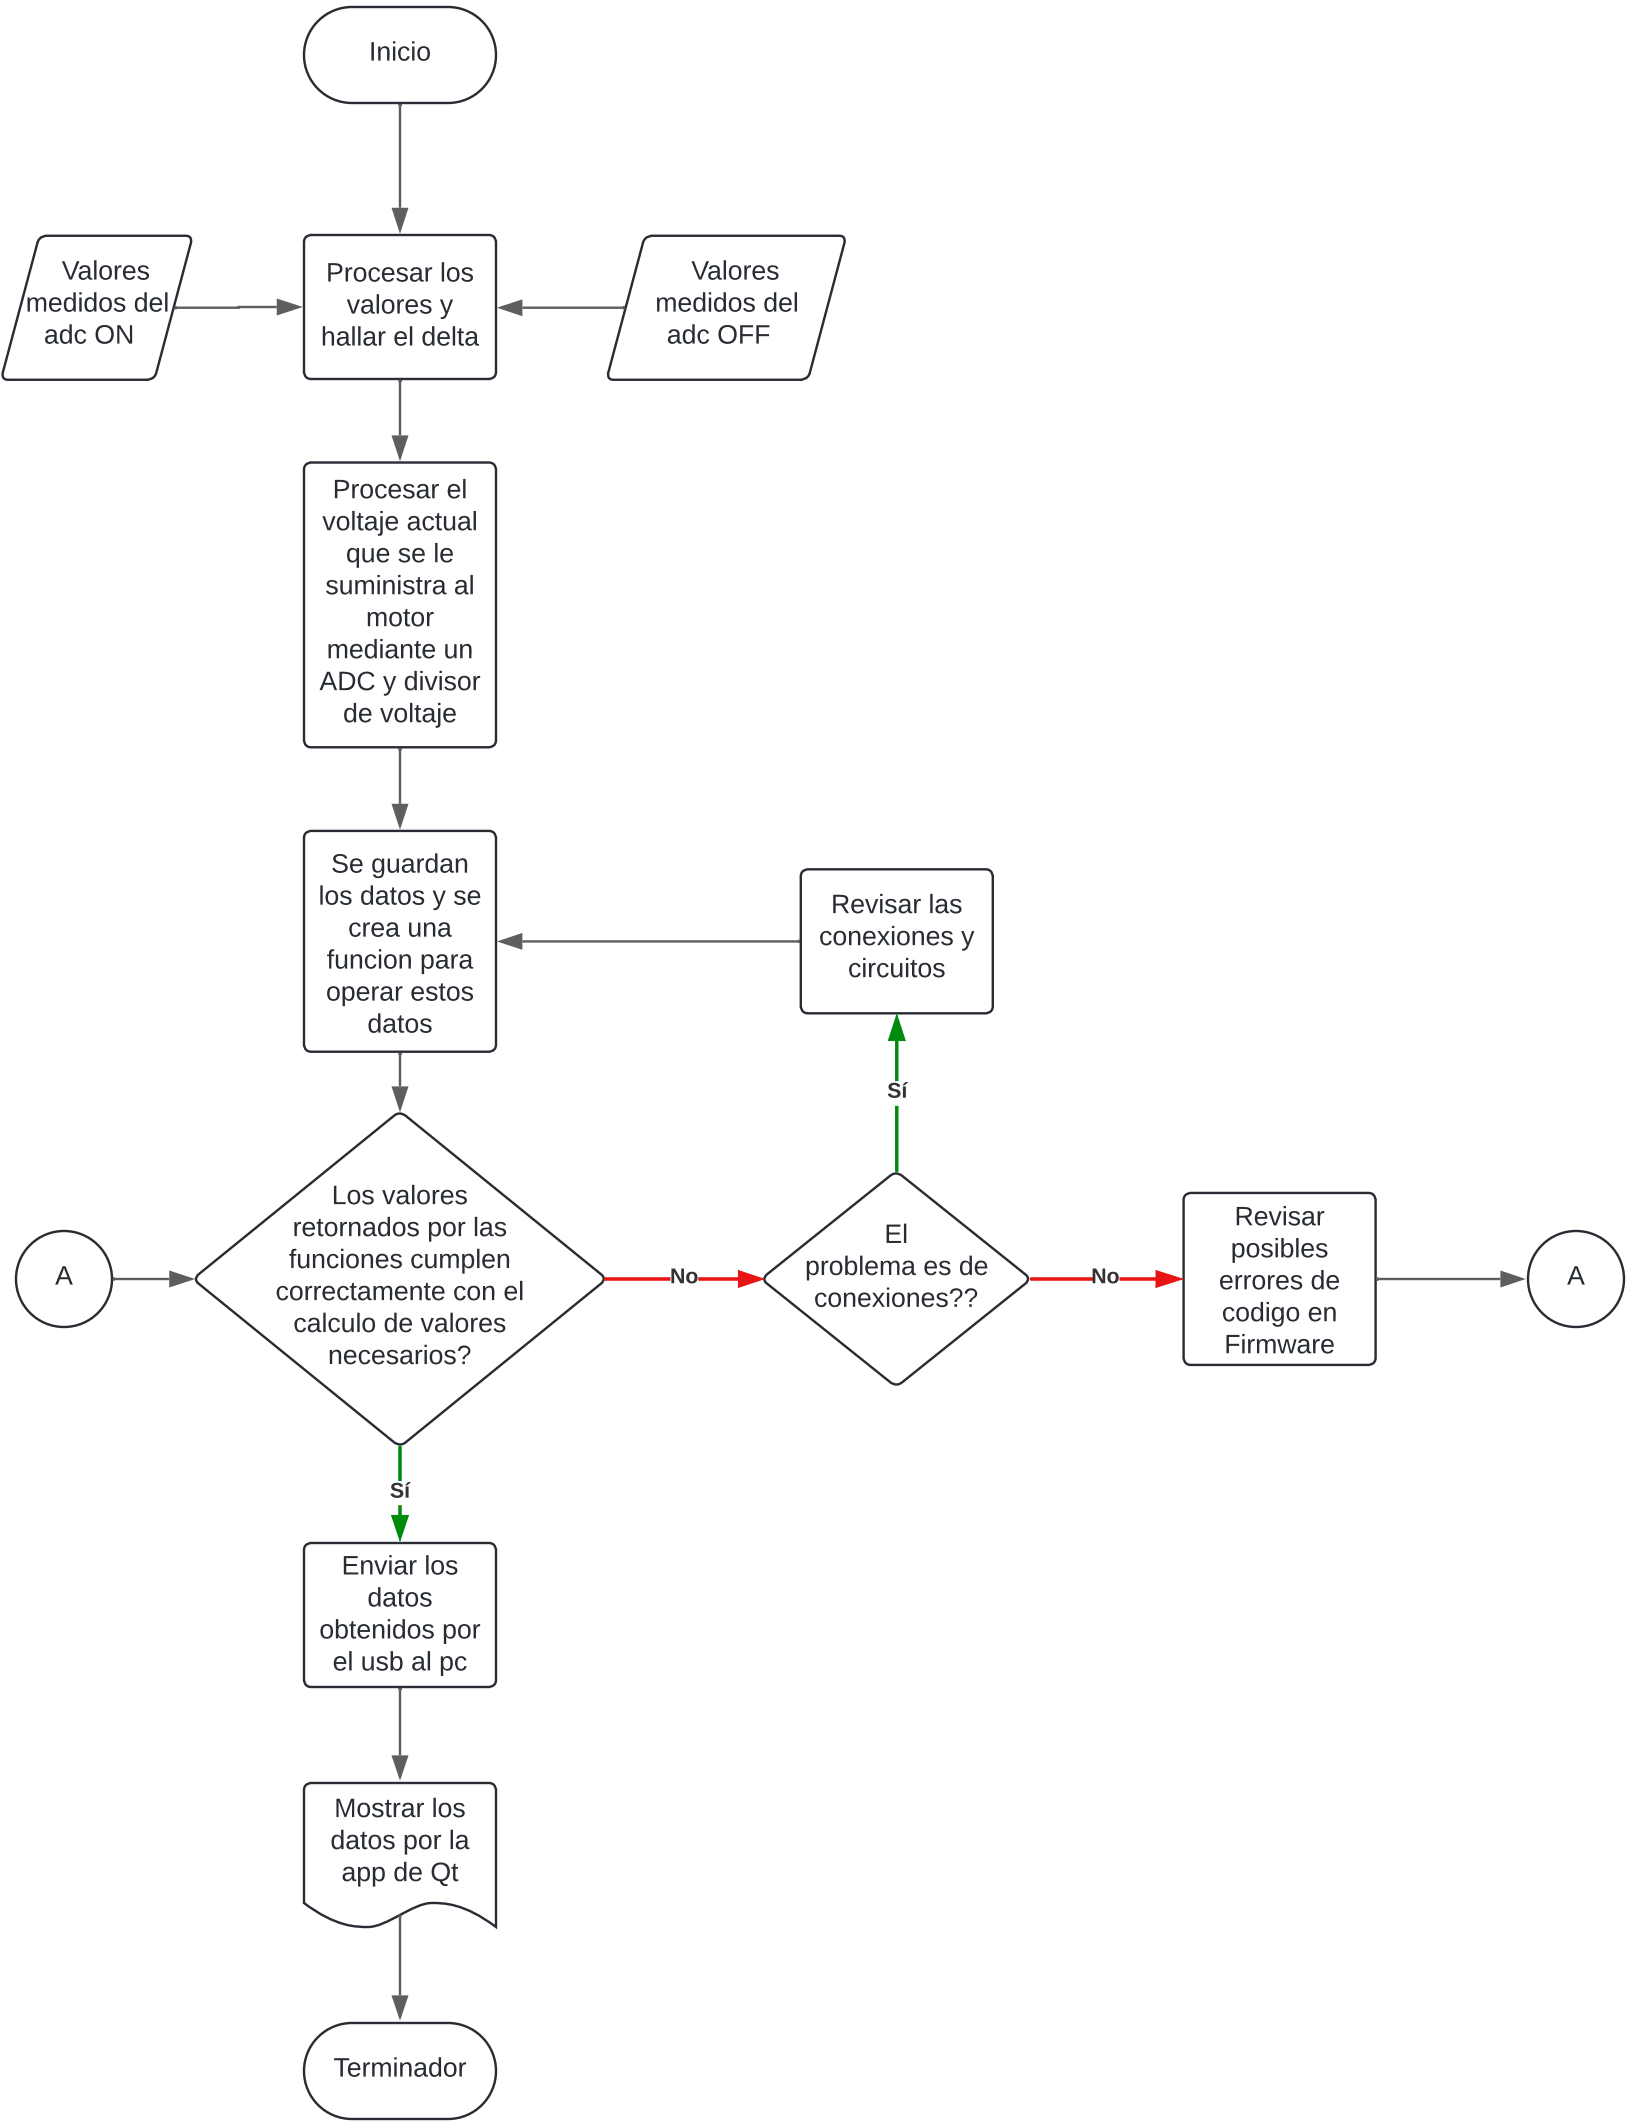 Inicio
Valores
medidos del
adc ON
Procesar los
valores y
hallar el delta
Valores
medidos del
adc OFF
Procesar el
voltaje actual
que se le
suministra al
motor
mediante un
ADC y divisor
de voltaje
Se guardan
los datos y se
crea una
funcion para
operar estos
datos
Revisar las
conexiones y
circuitos
Sí
A
Los valores
retornados por las
funciones cumplen
correctamente con el
calculo de valores
necesarios?
No
El
problema es de
conexiones??
No
Revisar
posibles
errores de
codigo en
Firmware
A
Sí
Enviar los
datos
obtenidos por
el usb al pc
Mostrar los
datos por la
app de Qt
Terminador